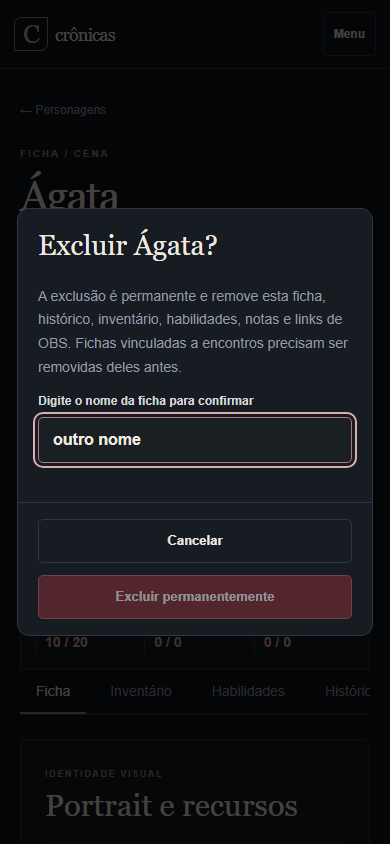 C crônicas
Menu
← Personagens
FICHA / CENA
Ágata
Excluir Ágata?
A exclusão é permanente e remove esta ficha,
histórico, inventário, habilidades, notas e links de
OBS. Fichas vinculadas a encontros precisam ser
removidas deles antes.
Digite o nome da ficha para confirmar
outro nome
Cancelar
Excluir permanentemente
10 / 20 0 / 0 0 / 0
Ficha Inventário Habilidades Históric
IDENTIDADE VISUAL
Portrait e recursos